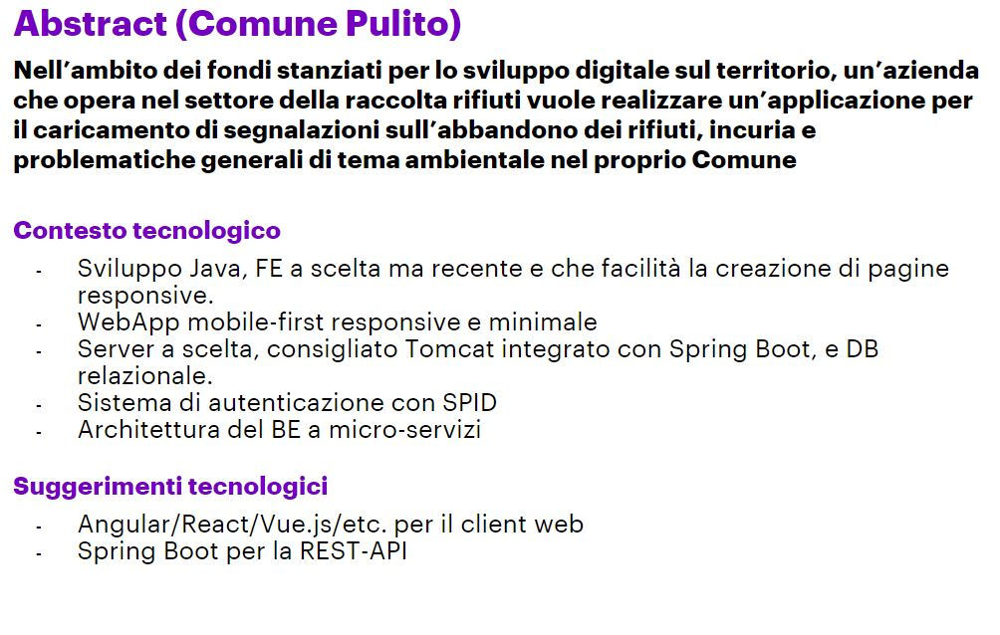 Abstract (Comune Pulito)
Nell’ambito dei fondi stanziati per lo sviluppo digitale sul territorio, un’azienda
che opera nel settore della raccolta rifiuti vuole realizzare un’applicazione per
il caricamento di segnalazioni sull’abbandono dei rifiuti, incuria e
problematiche generali di tema ambientale nel proprio Comune
Contesto tecnologico
- Sviluppo Java, FE a scelta ma recente e che facilità la creazione di pagine
responsive.
- WebApp mobile-first responsive e minimale
- Server a scelta, consigliato Tomcat integrato con Spring Boot, e DB
relazionale.
- Sistema di autenticazione con SPID
- Architettura del BE a micro-servizi
Suggerimenti tecnologici
- Angular/React/Vue.js/etc. per il client web
- Spring Boot per la REST-API